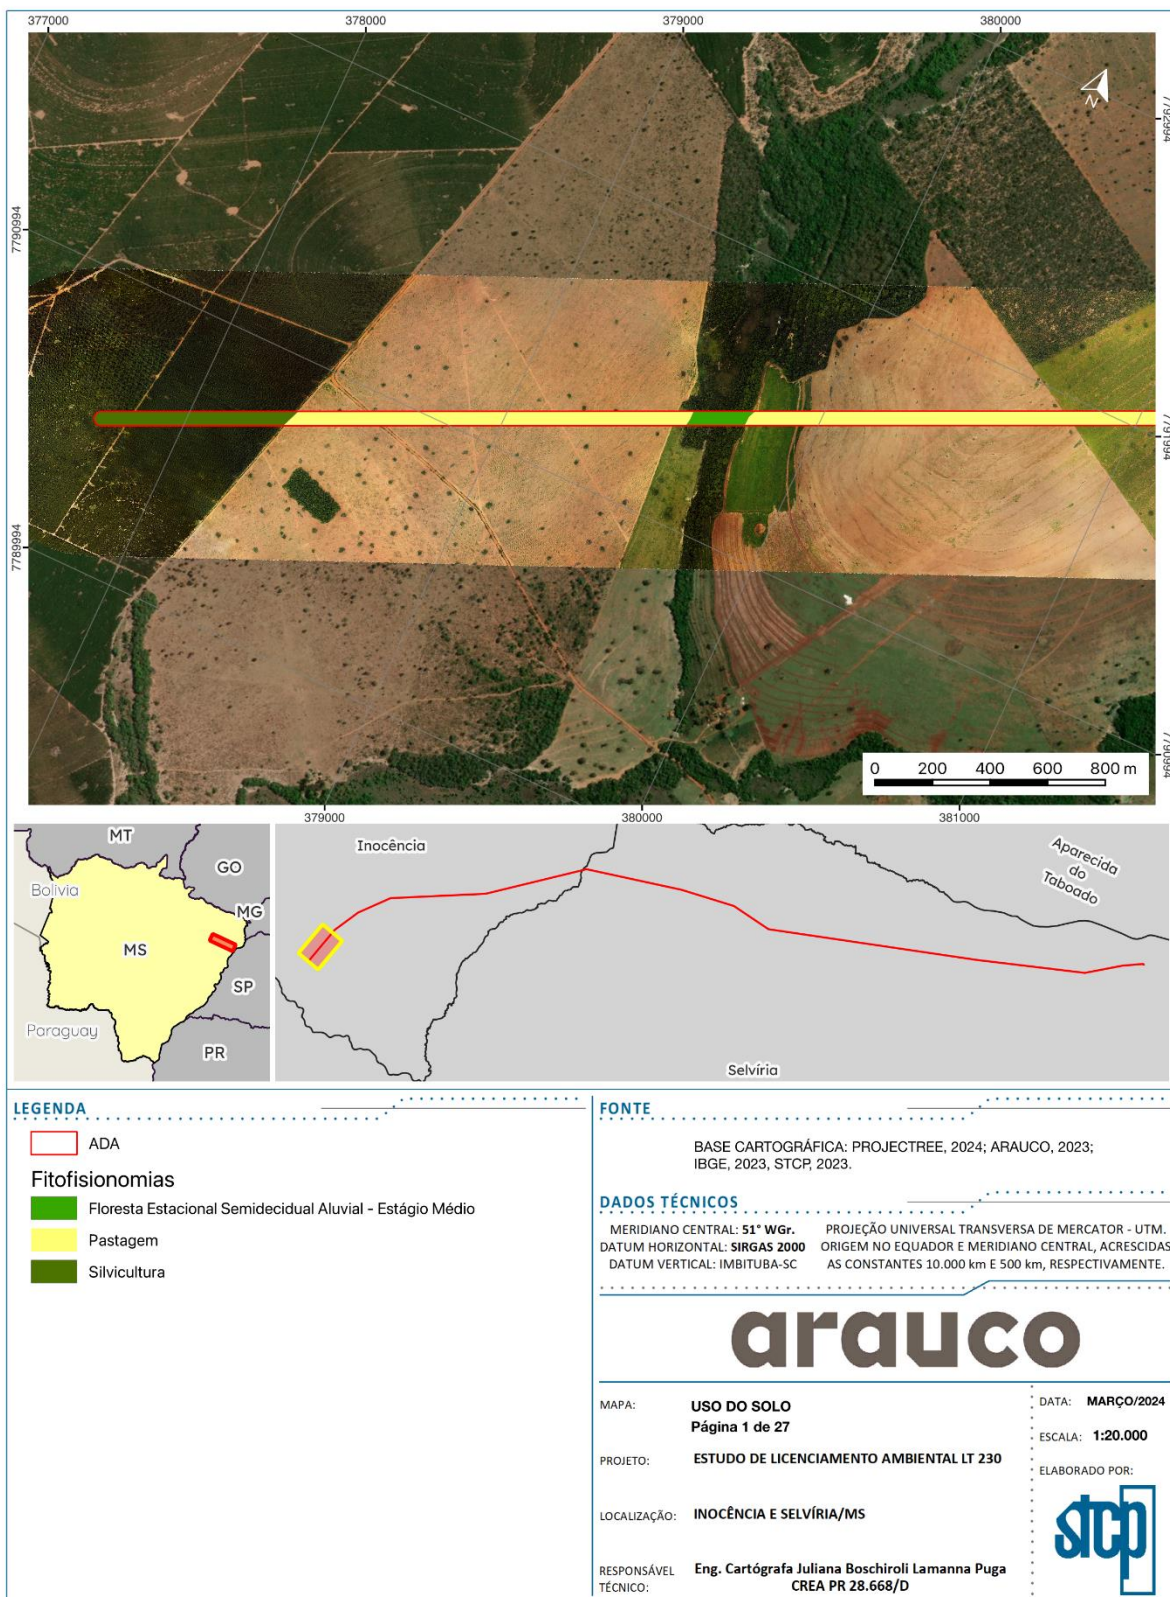 377000
378000
379000
380000
7792994
7790994
7791994
7789994
7790994
N
0 200 400 600 800 m
379000
380000
381000
MT
GO
Bolivia
MG
MS
SP
Paraguay
PR
Inocência
Aparecida
do
Taboado
Selvíria
LEGENDA
ADA
Fitofisionomias
Floresta Estacional Semidecidual Aluvial - Estágio Médio
Pastagem
Silvicultura
FONTE
BASE CARTOGRÁFICA: PROJECTREE, 2024; ARAUCO, 2023;
IBGE, 2023, STCP, 2023.
DADOS TÉCNICOS
MERIDIANO CENTRAL: 51° WGr.
DATUM HORIZONTAL: SIRGAS 2000
DATUM VERTICAL: IMBITUBA-SC
PROJEÇÃO UNIVERSAL TRANSVERSA DE MERCATOR - UTM.
ORIGEM NO EQUADOR E MERIDIANO CENTRAL, ACRESCIDAS
AS CONSTANTES 10.000 km E 500 km, RESPECTIVAMENTE.
arauco
MAPA: USO DO SOLO
Página 1 de 27
PROJETO: ESTUDO DE LICENCIAMENTO AMBIENTAL LT 230
LOCALIZAÇÃO: INOCÊNCIA E SELVÍRIA/MS
RESPONSÁVEL
TÉCNICO:
Eng. Cartógrafa Juliana Boschiroli Lamanna Puga
CREA PR 28.668/D
DATA: MARÇO/2024
ESCALA: 1:20.000
ELABORADO POR:
stcp